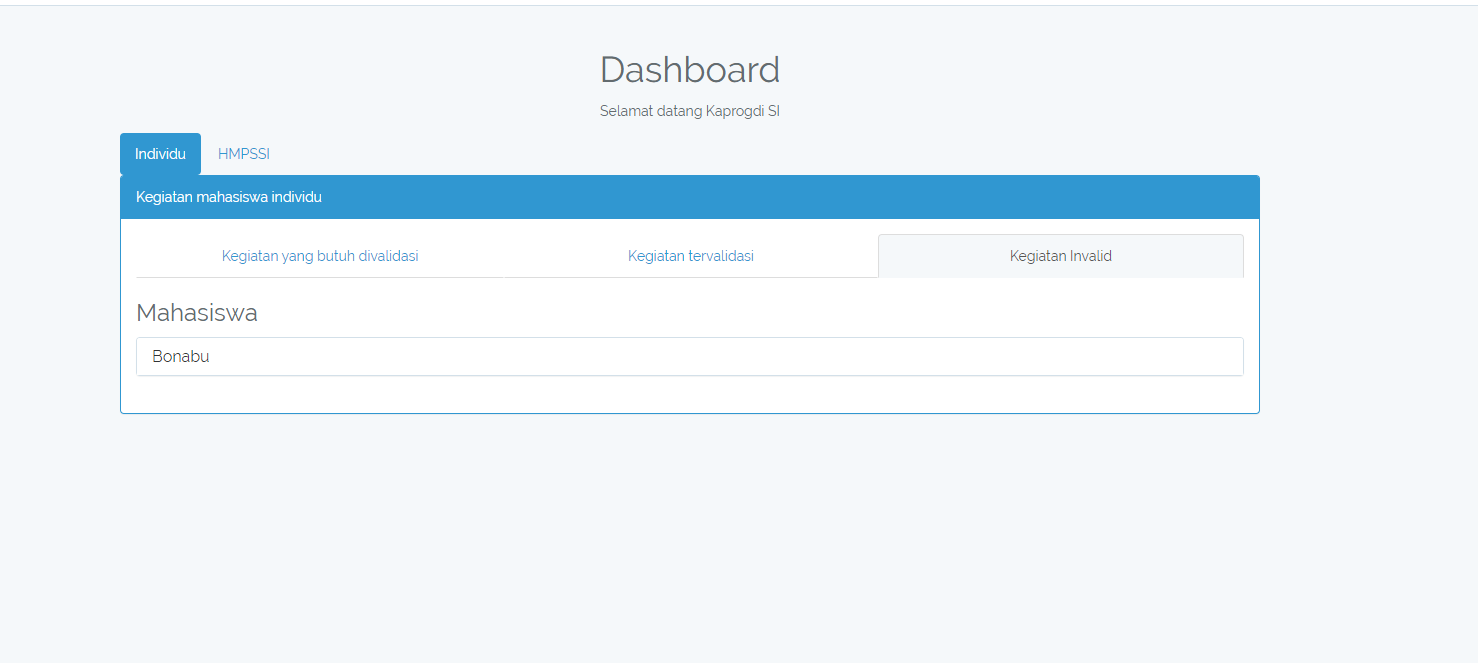 Dashboard
Selamat datang Kaprogdi SI
Individu HMPSSI
Kegiatan mahasiswa individu
Kegiatan yang butuh divalidasi Kegiatan tervalidasi Kegiatan Invalid
Mahasiswa
Bonabu